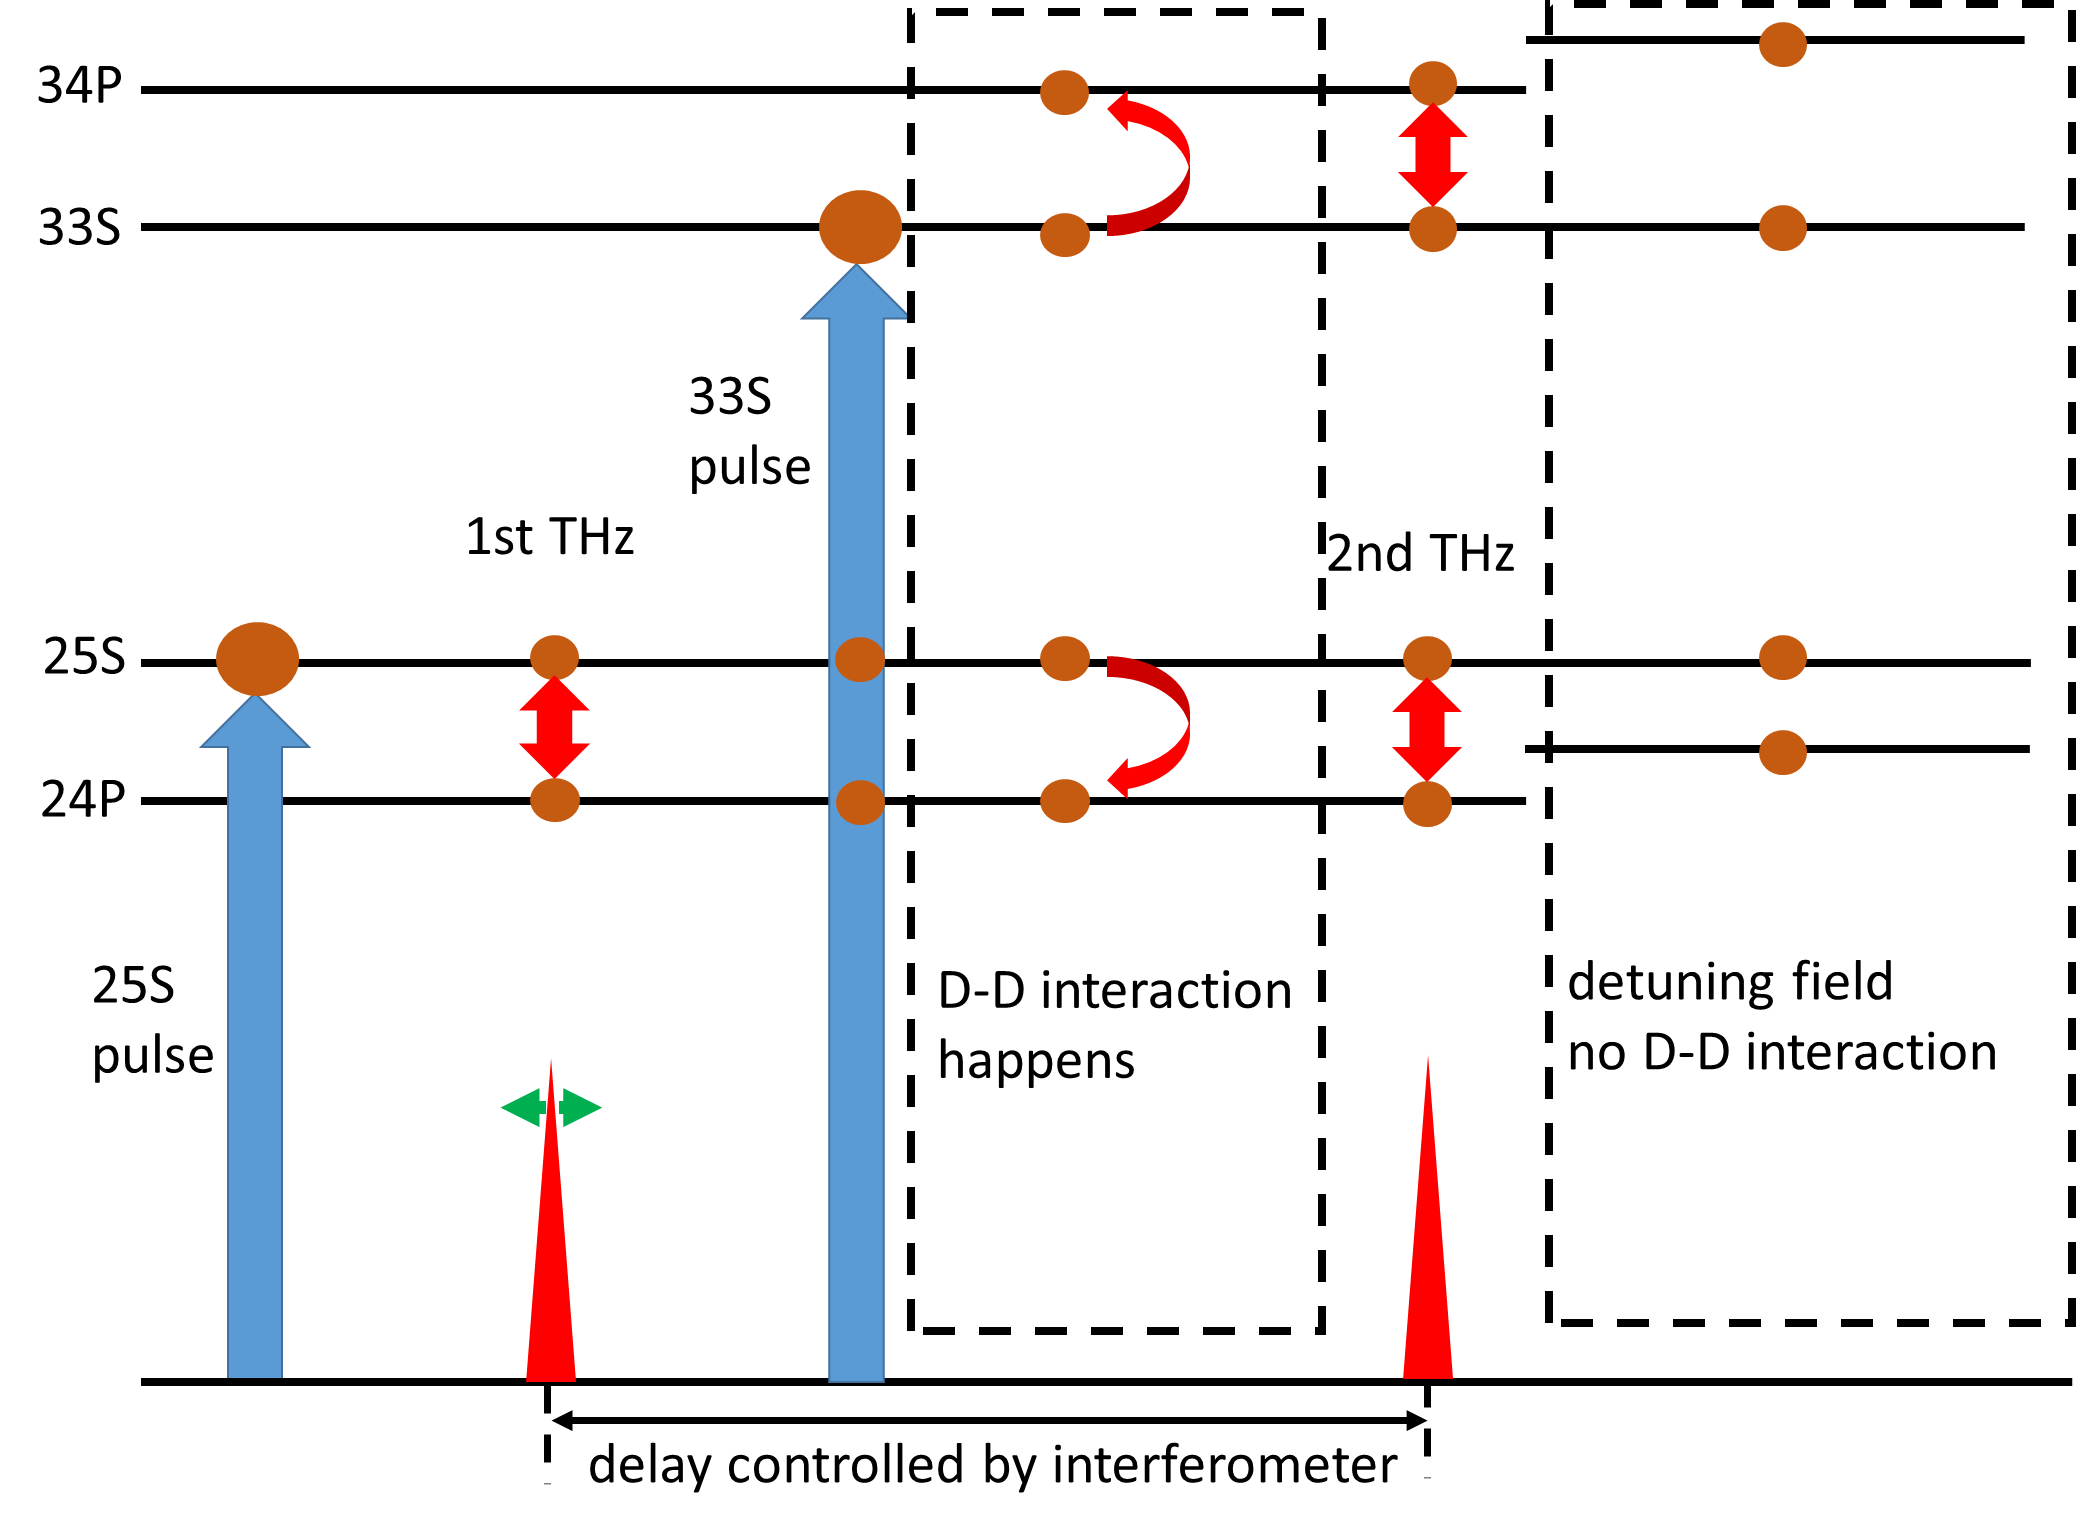 34P
33S
33S
pulse
1st THz
2nd THz
25S
24P
25S
pulse
D-D interaction
happens
detuning field
no D-D interaction
delay controlled by interferometer